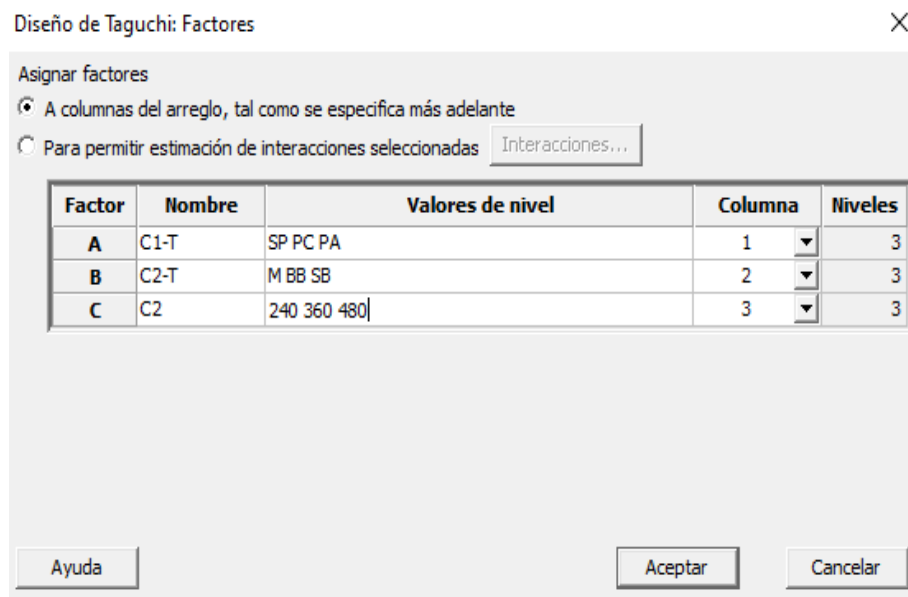 Diseño de Taguchi: Factores
Asignar factores
A columnas del arreglo, tal como se especifica más adelante
Para permitir estimación de interacciones seleccionadas Interacciones...
Factor Nombre Valores de nivel Columna Niveles
A C1-T SP PC PA 1 3
B C2-T M BB SB 2 3
C C2 240 360 480 3 3
Ayuda Aceptar Cancelar